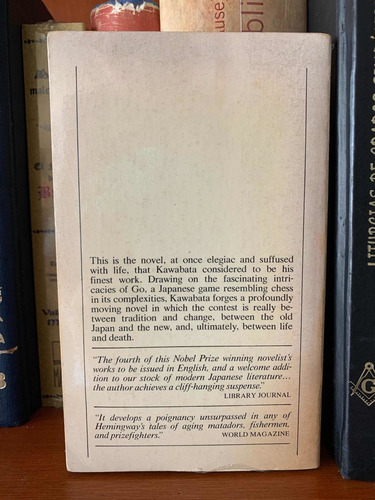 This is the novel, at once elegiac and suffused
with life, that Kawabata considered to be his
finest work. Drawing on the fascinating intri-
cacies of Go, a Japanese game resembling chess
in its complexities, Kawabata forges a profoundly
moving novel in which the contest is really be-
tween tradition and change, between the old
Japan and the new, and, ultimately, between life
and death.
"The fourth of this Nobel Prize winning novelist's
works to be issued in English, and a welcome addi-
tion to our stock of modern Japanese literature...
the author achieves a cliff-hanging suspense."
LIBRARY JOURNAL
"It develops a poignancy unsurpassed in any of
Hemingway's tales of aging matadors, fishermen,
and prizefighters."
WORLD MAGAZINE
LITURGIAS DE
G